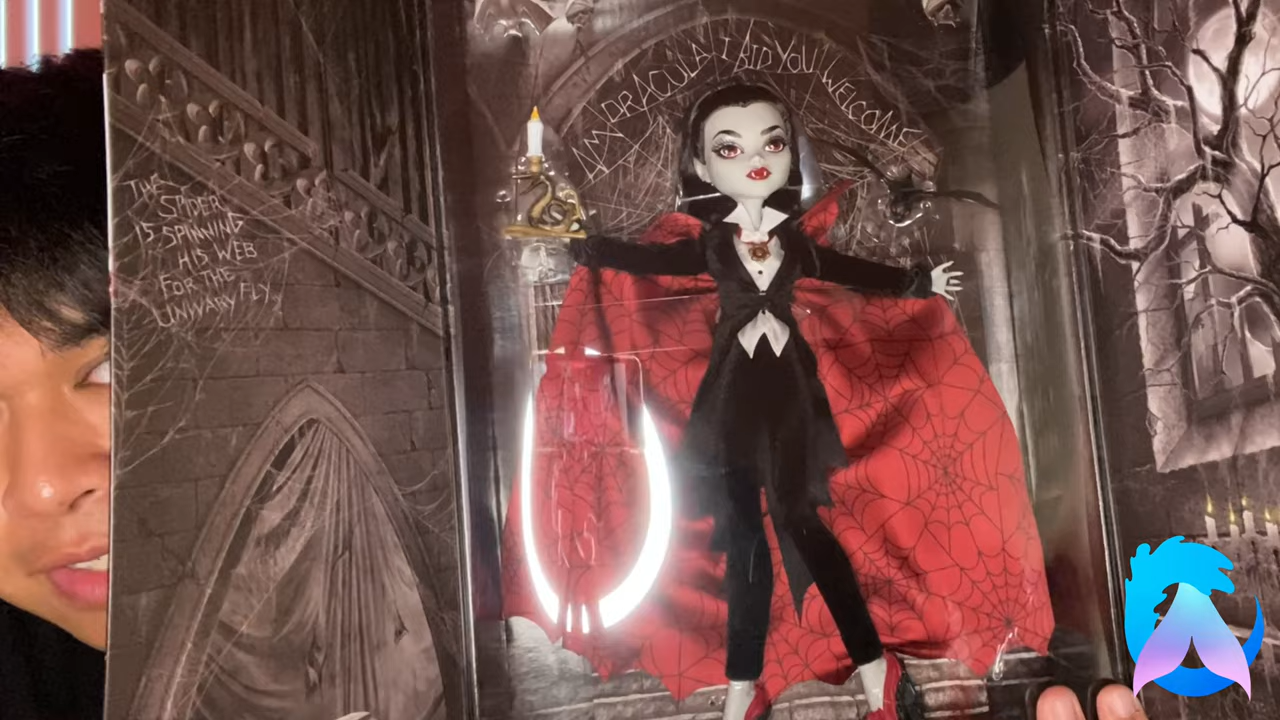 THE
SPIDER
IS SPINNING
HIS WEB
FOR THE
UNWARY FLY
I AM DRACULA I BID YOU WELCOME